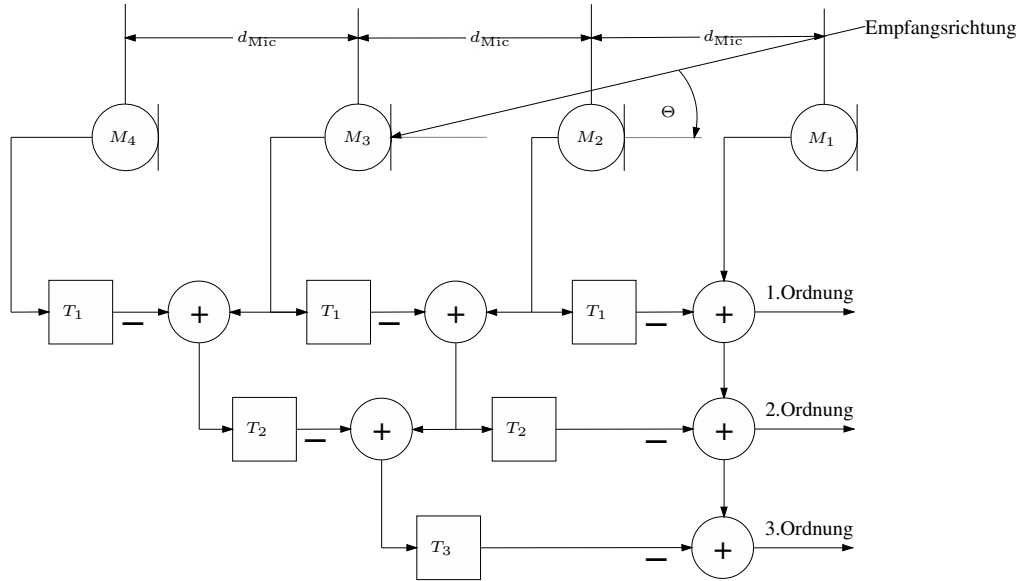 d_Mic d_Mic d_Mic Empfangsrichtung
Θ
M_4 M_3 M_2 M_1
1.Ordnung
T_1 − + T_1 − + T_1 − +
2.Ordnung
T_2 − + T_2 − +
3.Ordnung
T_3 − +